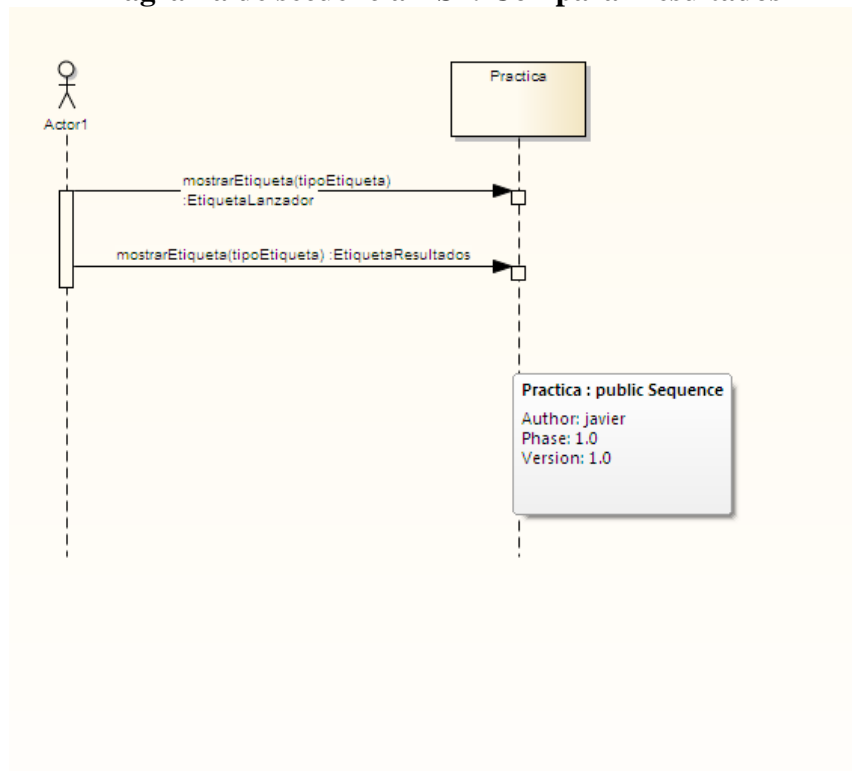 Actor1
Practica
mostrarEtiqueta(tipoEtiqueta)
:EtiquetaLanzador
mostrarEtiqueta(tipoEtiqueta) :EtiquetaResultados
Practica : public Sequence
Author: javier
Phase: 1.0
Version: 1.0